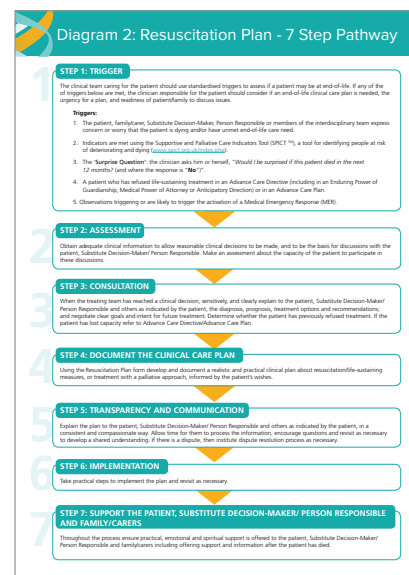 Diagram 2: Resuscitation Plan - 7 Step Pathway
1
STEP 1: TRIGGER
The clinical team caring for the patient should use standardised triggers to assess if a patient may be at end-of-life. If any of the
of triggers below are met, the clinician responsible for the patient should consider if an end-of-life clinical care plan is needed, the
urgency for a plan, and readiness of patient/family to discuss issues.
Triggers:
1. The patient, family/carer, Substitute Decision-Maker, Person Responsible or members of the interdisciplinary team express
concern or worry that the patient is dying and/or have unmet end-of-life care need.
2. Indicators are met using the Supportive and Palliative Care Indicators Tool (SPICT ™), a tool for identifying people at risk
of deteriorating and dying (www.spict.org.uk/index.php).
3. The "Surprise Question": the clinician asks him or herself, "Would I be surprised if this patient died in the next
12 months? (and where the response is "No")".
4. A patient who has refused life-sustaining treatment in an Advance Care Directive (including in an Enduring Power of
Guardianship, Medical Power of Attorney or Anticipatory Direction) or in an Advance Care Plan.
5. Observations triggering or are likely to trigger the activation of a Medical Emergency Response (MER).
2
STEP 2: ASSESSMENT
Obtain adequate clinical information to allow reasonable clinical decisions to be made, and to be the basis for discussions with the
patient, Substitute Decision-Maker/ Person Responsible. Make an assessment about the capacity of the patient to participate in
these discussions.
3
STEP 3: CONSULTATION
When the treating team has reached a clinical decision, sensitively, and clearly explain to the patient, Substitute Decision-Maker/
Person Responsible and others as indicated by the patient, the diagnosis, prognosis, treatment options and recommendations;
and negotiate clear goals and intent for future treatment. Determine whether the patient has previously refused treatment. If the
patient has lost capacity refer to Advance Care Directive/Advance Care Plan.
4
STEP 4: DOCUMENT THE CLINICAL CARE PLAN
Using the Resuscitation Plan form develop and document a realistic and practical clinical plan about resuscitation/life-sustaining
measures, or treatment with a palliative approach, informed by the patient's wishes.
5
STEP 5: TRANSPARENCY AND COMMUNICATION
Explain the plan to the patient, Substitute Decision-Maker/ Person Responsible and others as indicated by the patient, in a
consistent and compassionate way. Allow time for them to process the information, encourage questions and revisit as necessary
to develop a shared understanding. If there is a dispute, then institute dispute resolution process as necessary.
6
STEP 6: IMPLEMENTATION
Take practical steps to implement the plan and revisit as necessary.
7
STEP 7: SUPPORT THE PATIENT, SUBSTITUTE DECISION-MAKER/ PERSON RESPONSIBLE
AND FAMILY/CARERS
Throughout the process ensure practical, emotional and spiritual support is offered to the patient, Substitute Decision-Maker/
Person Responsible and family/carers including offering support and information after the patient has died.